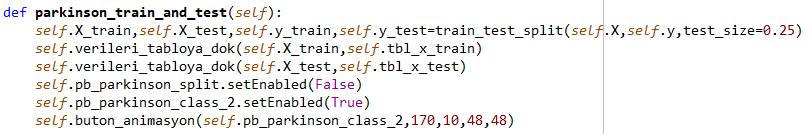 def parkinson_train_and_test(self):
    self.X_train,self.X_test,self.y_train,self.y_test=train_test_split(self.X,self.y,test_size=0.25)
    self.verileri_tabloya_dok(self.X_train,self.tbl_x_train)
    self.verileri_tabloya_dok(self.X_test,self.tbl_x_test)
    self.pb_parkinson_split.setEnabled(False)
    self.pb_parkinson_class_2.setEnabled(True)
    self.buton_animasyon(self.pb_parkinson_class_2,170,10,48,48)